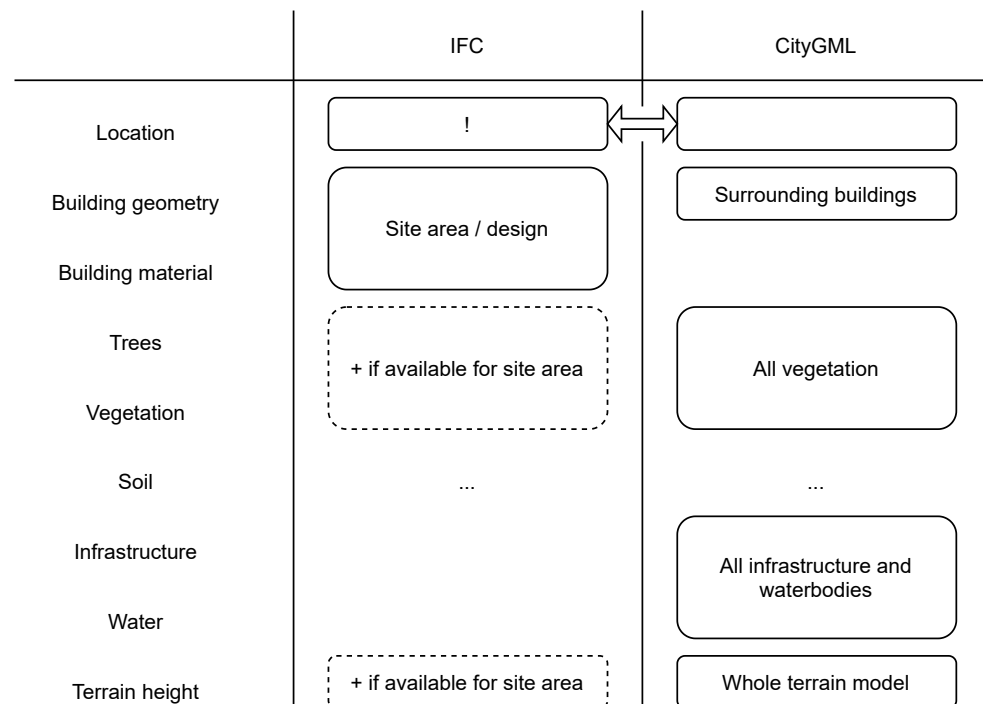 IFC
CityGML
Location
!
Building geometry
Surrounding buildings
Site area / design
Building material
Trees
+ if available for site area
All vegetation
Vegetation
Soil
...
...
Infrastructure
All infrastructure and
waterbodies
Water
Terrain height
+ if available for site area
Whole terrain model